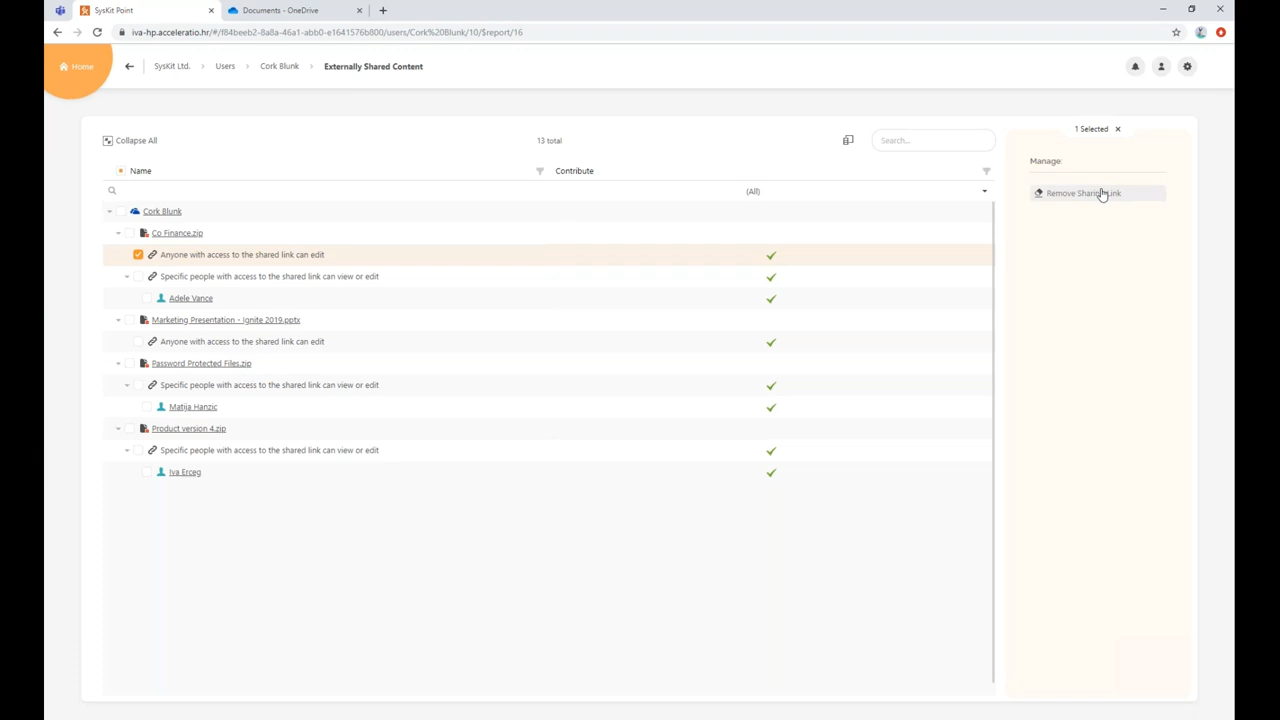 SysKit Point
Documents - OneDrive
iva-hp.acceleratio.hr/#/f84beeb2-8a8a-46a1-abb0-e1641576b800/users/Cork%20Blunk/10/$report/16
Home
SysKit Ltd. > Users > Cork Blunk > Externally Shared Content
1 Selected
Collapse All
13 total
Search...
Manage:
Name
Contribute
(All)
Remove Sharing Link
Cork Blunk
Co Finance.zip
Anyone with access to the shared link can edit
Specific people with access to the shared link can view or edit
Adele Vance
Marketing Presentation - Ignite 2019.pptx
Anyone with access to the shared link can edit
Password Protected Files.zip
Specific people with access to the shared link can view or edit
Matija Hanzic
Product version 4.zip
Specific people with access to the shared link can view or edit
Iva Erceg